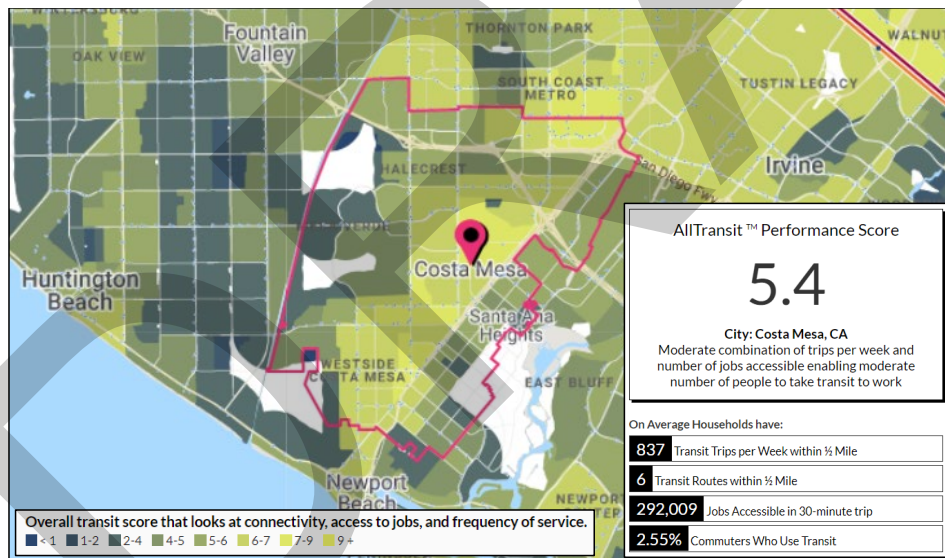 Fountain
Valley
THORNTON PARK
WALNUT
OAK VIEW
SOUTH COAST
METRO
TUSTIN LEGACY
HALECREST
San Diego Fwy
Irvine
Costa Mesa
Huntington
Beach
Santa Ana
Heights
WESTSIDE
COSTA MESA
EAST BLUFF
Newport
Beach
NEWPORT
AllTransit ™ Performance Score
5.4
City: Costa Mesa, CA
Moderate combination of trips per week and
number of jobs accessible enabling moderate
number of people to take transit to work
On Average Households have:
837 Transit Trips per Week within ½ Mile
6 Transit Routes within ½ Mile
292,009 Jobs Accessible in 30-minute trip
2.55% Commuters Who Use Transit
Overall transit score that looks at connectivity, access to jobs, and frequency of service.
< 1 1-2 2-4 4-5 5-6 6-7 7-9 9 +